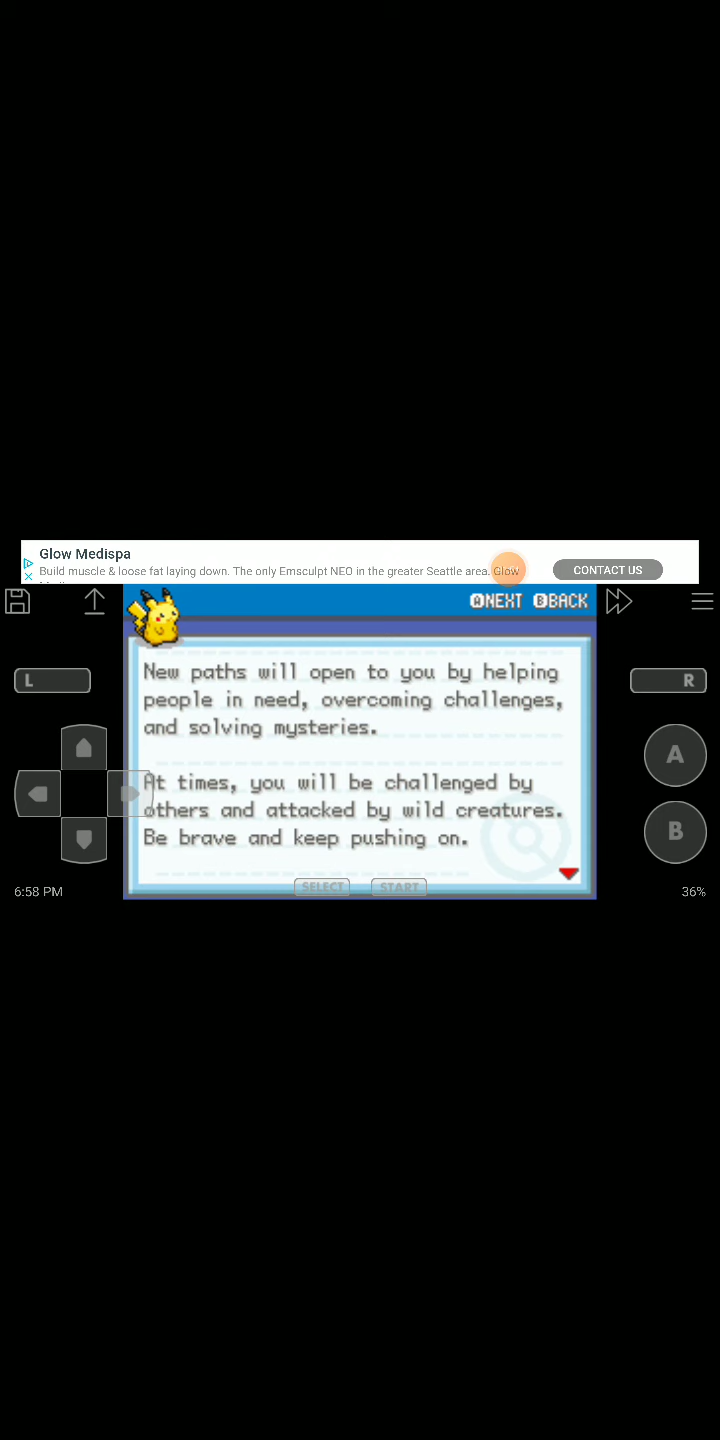 Glow Medispa
Build muscle & loose fat laying down. The only Emsculpt NEO in the greater Seattle area. Glow
CONTACT US
A NEXT B BACK
L
R
New paths will open to you by helping
people in need, overcoming challenges,
and solving mysteries.
At times, you will be challenged by
others and attacked by wild creatures.
Be brave and keep pushing on.
A
B
SELECT START
6:58 PM
36%